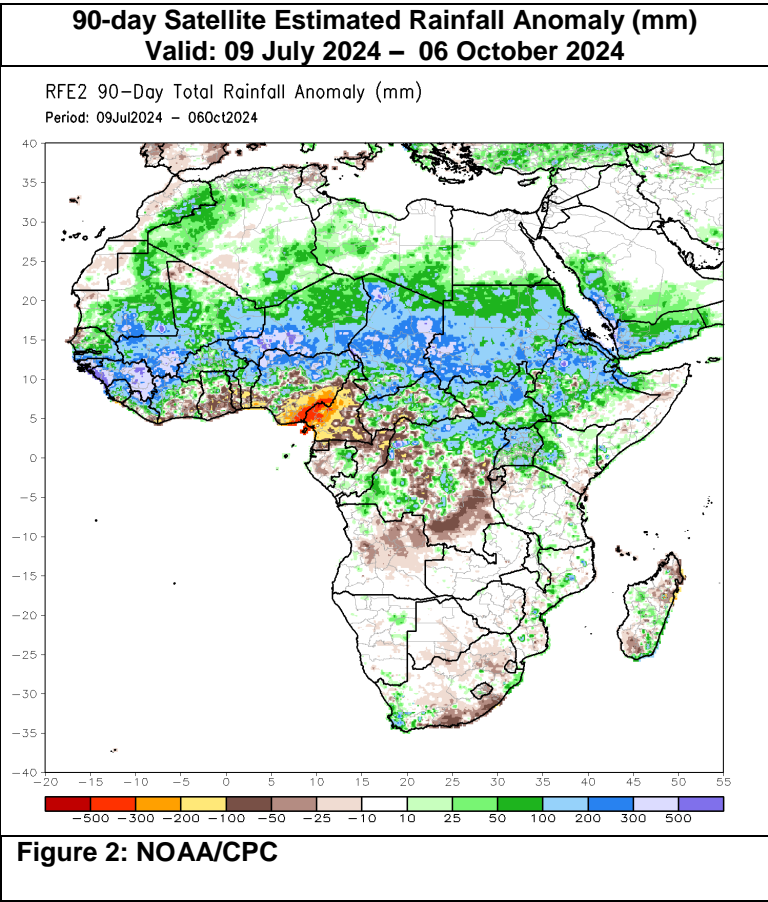 90-day Satellite Estimated Rainfall Anomaly (mm)
Valid: 09 July 2024 – 06 October 2024
RFE2 90-Day Total Rainfall Anomaly (mm)
Period: 09Jul2024 - 06Oct2024
40
35
30
25
20
15
10
5
0
-5
-10
-15
-20
-25
-30
-35
-40
-20 -15 -10 -5 0 5 10 15 20 25 30 35 40 45 50 55
-500 -300 -200 -100 -50 -25 -10 10 25 50 100 200 300 500
Figure 2: NOAA/CPC